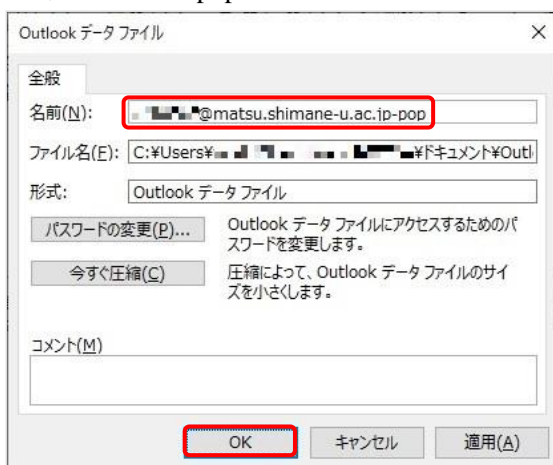 Outlook データ ファイル
全般
名前(N): @matsu.shimane-u.ac.jp-pop
ファイル名(F): C:¥Users¥ ¥ドキュメント¥Outl
形式: Outlook データ ファイル
パスワードの変更(P)... Outlook データ ファイルにアクセスするためのパ
スワードを変更します。
今すぐ圧縮(C) 圧縮によって、Outlook データ ファイルのサイ
ズを小さくします。
コメント(M)
OK キャンセル 適用(A)